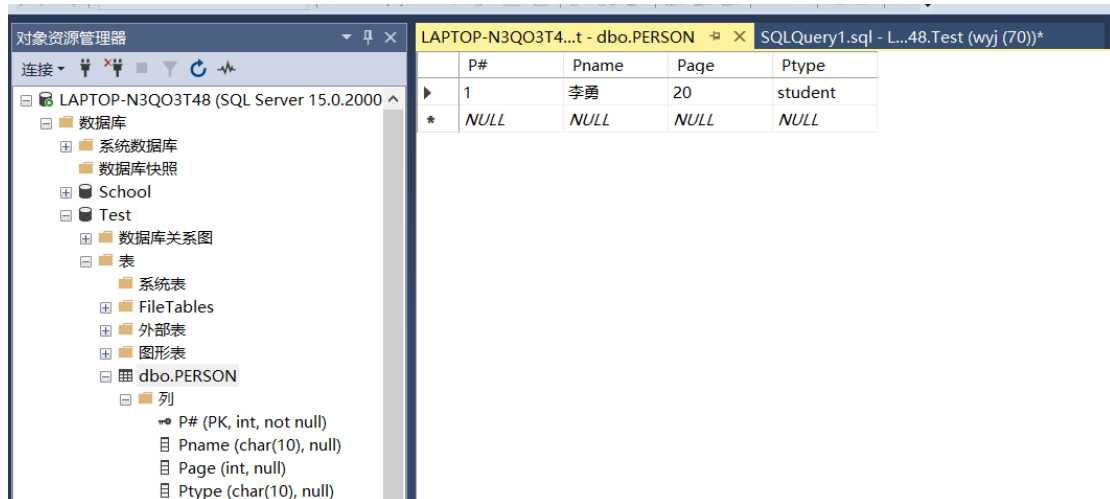 对象资源管理器
连接
LAPTOP-N3QO3T48 (SQL Server 15.0.2000
数据库
系统数据库
数据库快照
School
Test
数据库关系图
表
系统表
FileTables
外部表
图形表
dbo.PERSON
列
P# (PK, int, not null)
Pname (char(10), null)
Page (int, null)
Ptype (char(10), null)
LAPTOP-N3QO3T4...t - dbo.PERSON SQLQuery1.sql - L...48.Test (wyj (70))*
P# Pname Page Ptype
1 李勇 20 student
NULL NULL NULL NULL